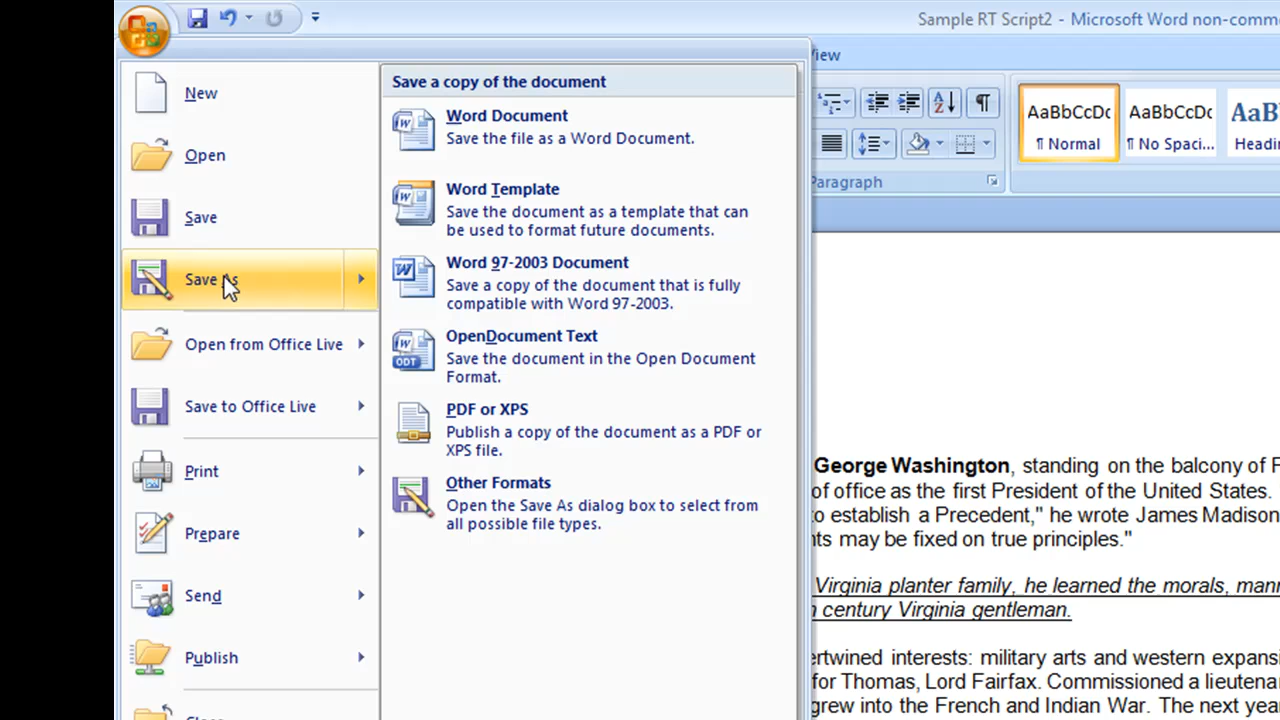 Sample RT Script2 - Microsoft Word non-comm
View
New
Open
Save
Save As
Open from Office Live
Save to Office Live
Print
Prepare
Send
Publish
Save a copy of the document
Word Document
Save the file as a Word Document.
Word Template
Save the document as a template that can
be used to format future documents.
Word 97-2003 Document
Save a copy of the document that is fully
compatible with Word 97-2003.
OpenDocument Text
Save the document in the Open Document
Format.
ODT
PDF or XPS
Publish a copy of the document as a PDF or
XPS file.
Other Formats
Open the Save As dialog box to select from
all possible file types.
AaBbCcDc AaBbCcDc AaB
¶ Normal ¶ No Spaci... Headin
Paragraph
George Washington, standing on the balcony of F
of office as the first President of the United States.
to establish a Precedent," he wrote James Madison
nts may be fixed on true principles."
Virginia planter family, he learned the morals, mann
h century Virginia gentleman.
ertwined interests: military arts and western expansi
for Thomas, Lord Fairfax. Commissioned a lieutena
grew into the French and Indian War. The next yea